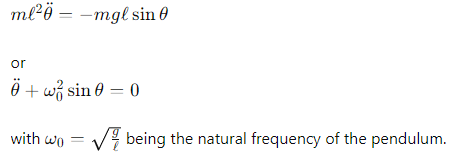 mℓ²θ̈ = −mgℓ sin θ
or
θ̈ + ω₀² sin θ = 0
with ω₀ = √(g/ℓ) being the natural frequency of the pendulum.